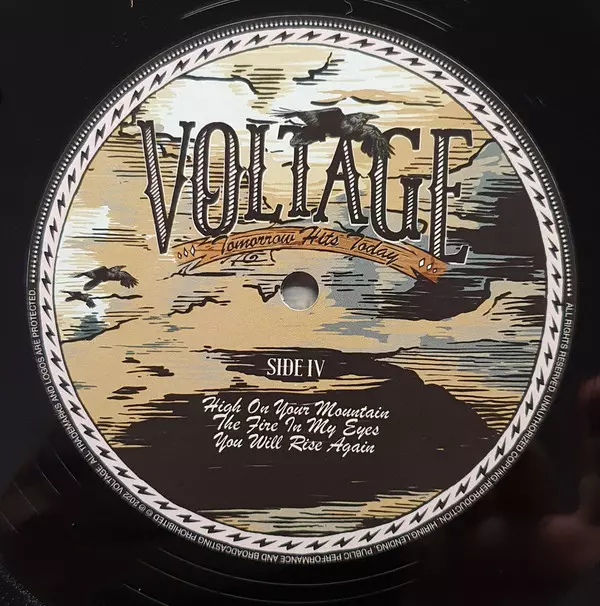 VOLTAGE
Tomorrow Hits Today
SIDE IV
High On Your Mountain
The Fire In My Eyes
You Will Rise Again
ALL RIGHTS RESERVED. UNAUTHORIZED COPYING, REPRODUCTION, HIRING, LENDING, PUBLIC PERFORMANCE AND BROADCASTING PROHIBITED ℗ 2022 VOLTAGE. ALL TRADEMARKS AND LOGOS ARE PROTECTED.